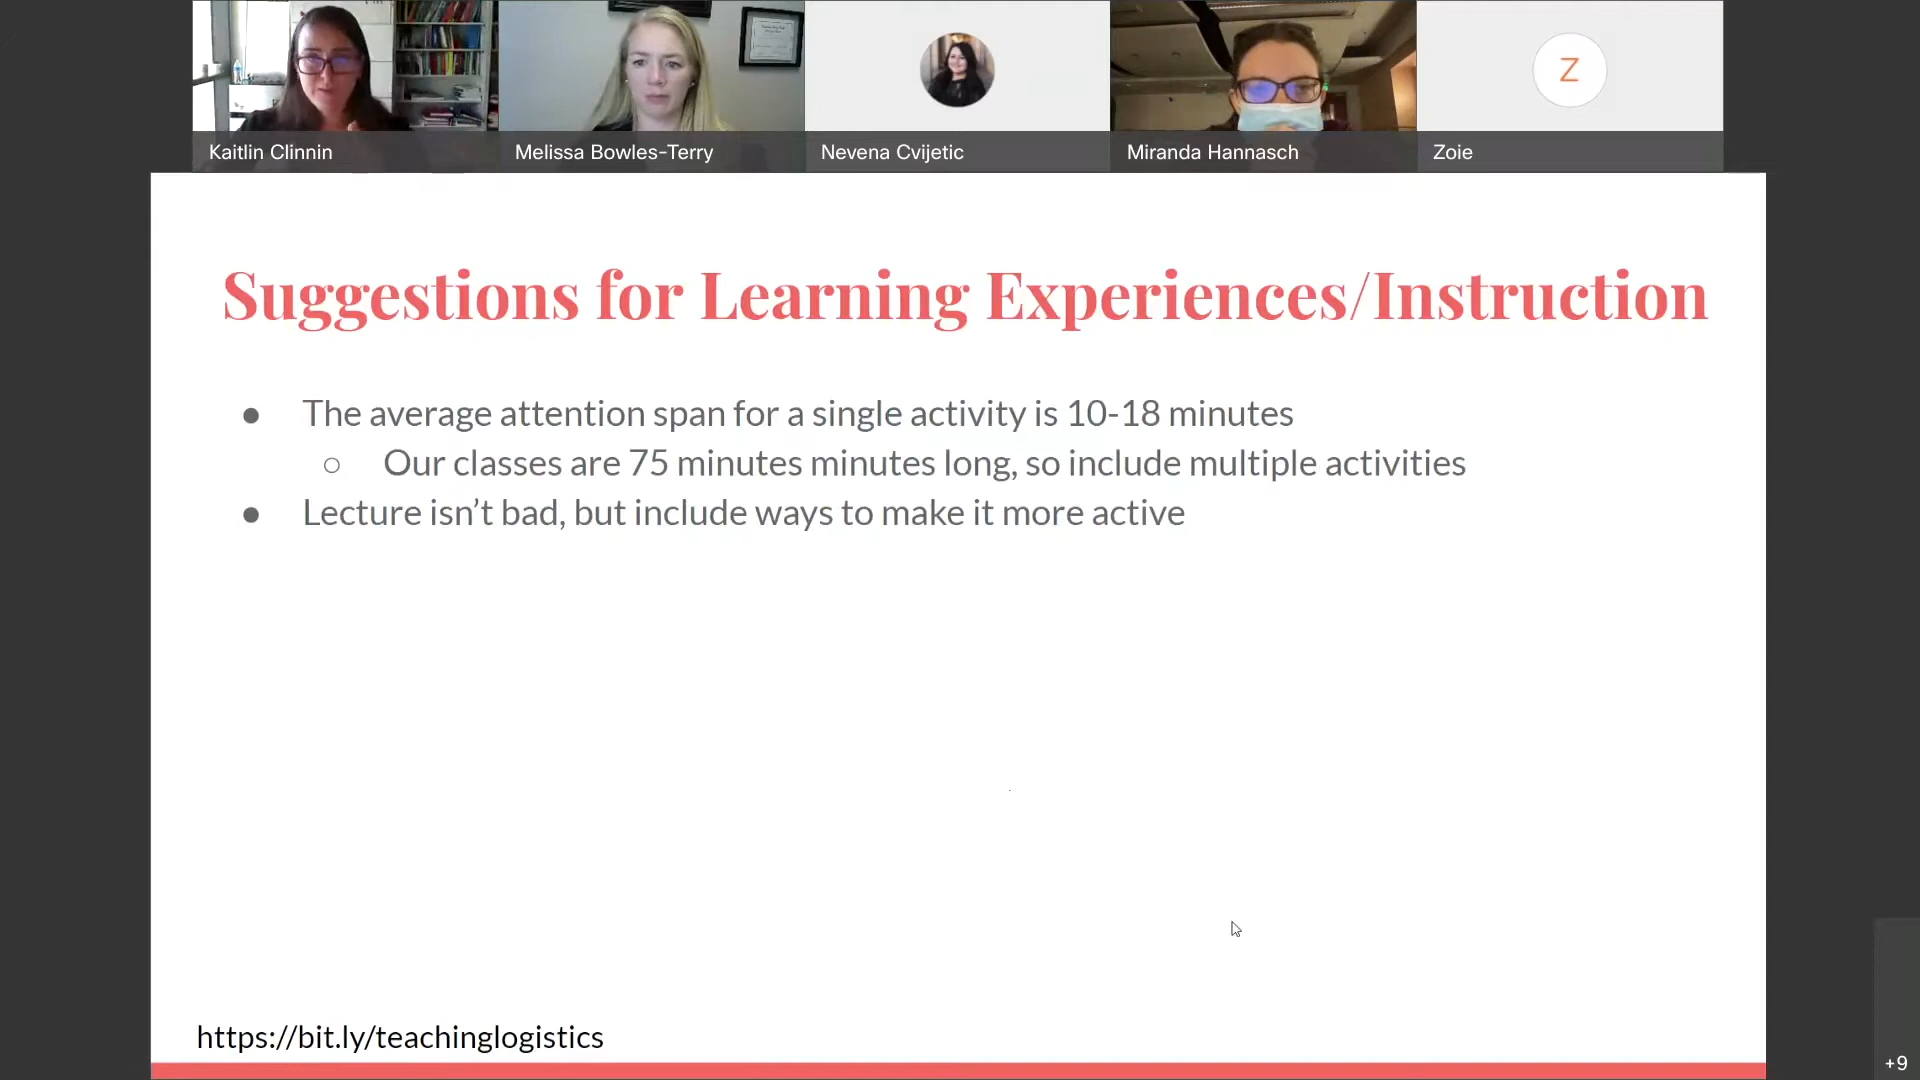 Kaitlin Clinnin
Melissa Bowles-Terry
Nevena Cvijetic
Miranda Hannasch
Z
Zoie
Suggestions for Learning Experiences/Instruction
● The average attention span for a single activity is 10-18 minutes
○ Our classes are 75 minutes minutes long, so include multiple activities
● Lecture isn’t bad, but include ways to make it more active
https://bit.ly/teachinglogistics
+9